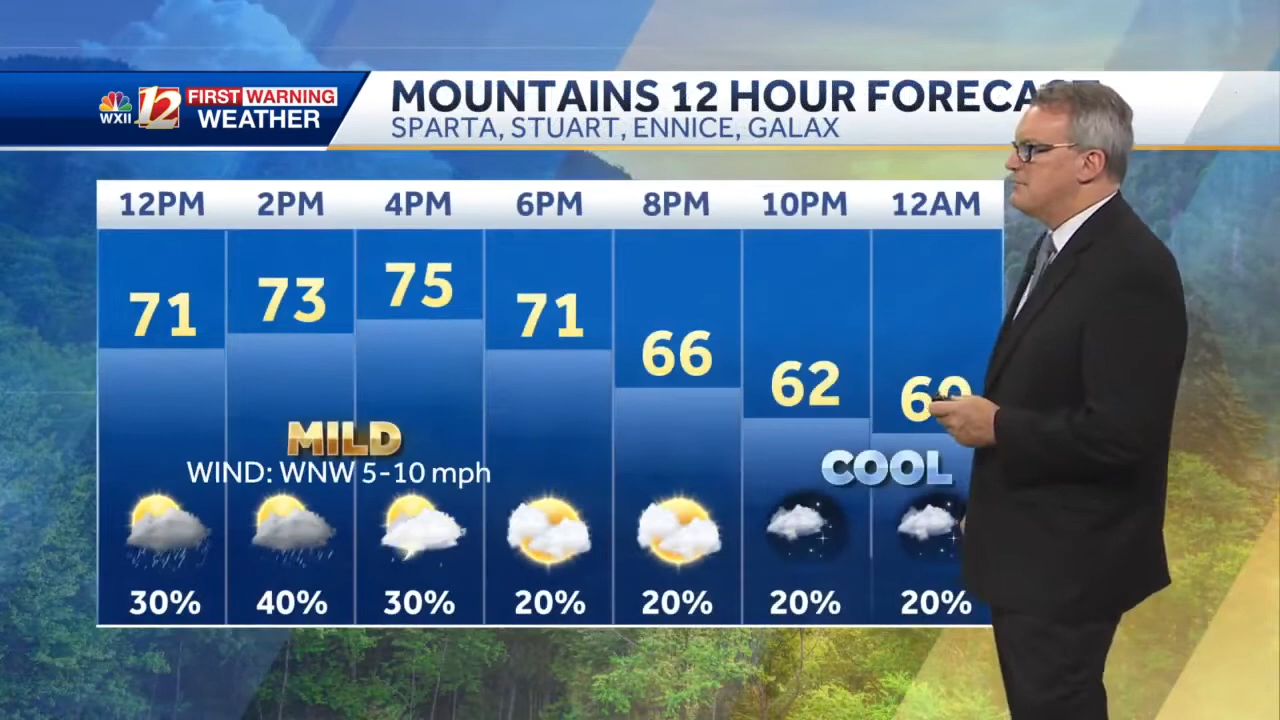 MOUNTAINS 12 HOUR FORECAST
SPARTA, STUART, ENNICE, GALAX
WXII 12 FIRST WARNING
WEATHER
12PM 2PM 4PM 6PM 8PM 10PM 12AM
71 73 75 71 66 62 60
MILD
WIND: WNW 5-10 mph
COOL
30% 40% 30% 20% 20% 20% 20%